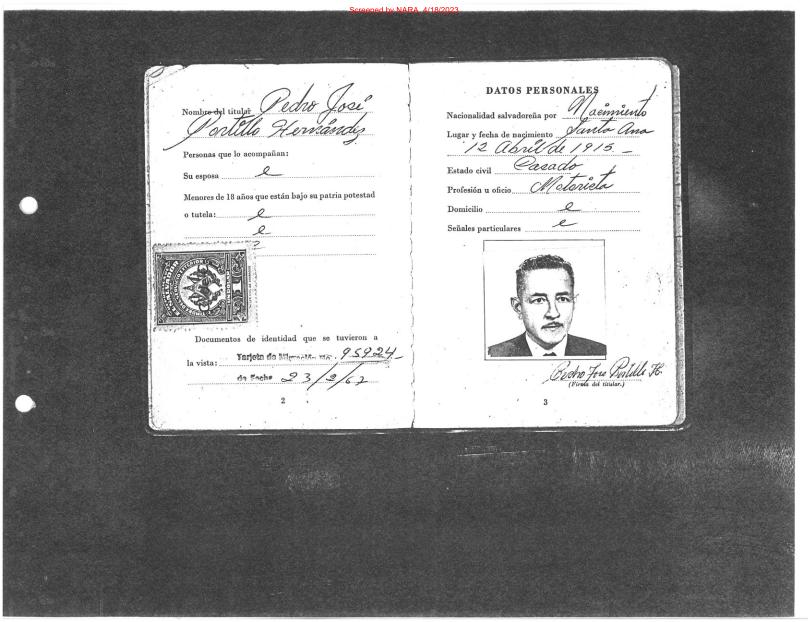 Screened by NARA, 4/18/2023
Nombre del titular Pedro José
Portillo Hernández
Personas que lo acompañan:
Su esposa e
Menores de 18 años que están bajo su patria potestad
o tutela: e
e
Documentos de identidad que se tuvieron a
la vista: Tarjeta de No. 95924
de fecha 23/2/62
2
DATOS PERSONALES
Nacionalidad salvadoreña por Nacimiento
Lugar y fecha de nacimiento Santa Ana
12 Abril de 1915
Estado civil Casado
Profesión u oficio Motorista
Domicilio e
Señales particulares e
Pedro Jose Portillo H.
(Firma del titular.)
3